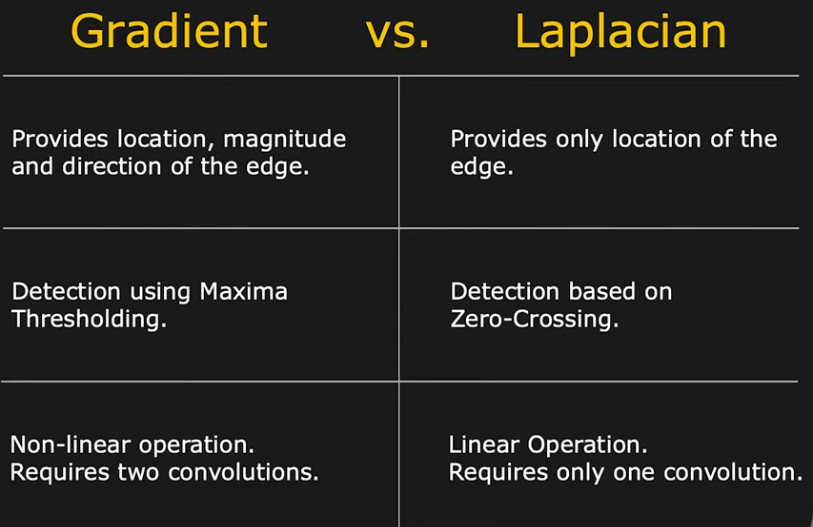 Gradient vs. Laplacian
Provides location, magnitude
and direction of the edge.
Provides only location of the
edge.
Detection using Maxima
Thresholding.
Detection based on
Zero-Crossing.
Non-linear operation.
Requires two convolutions.
Linear Operation.
Requires only one convolution.